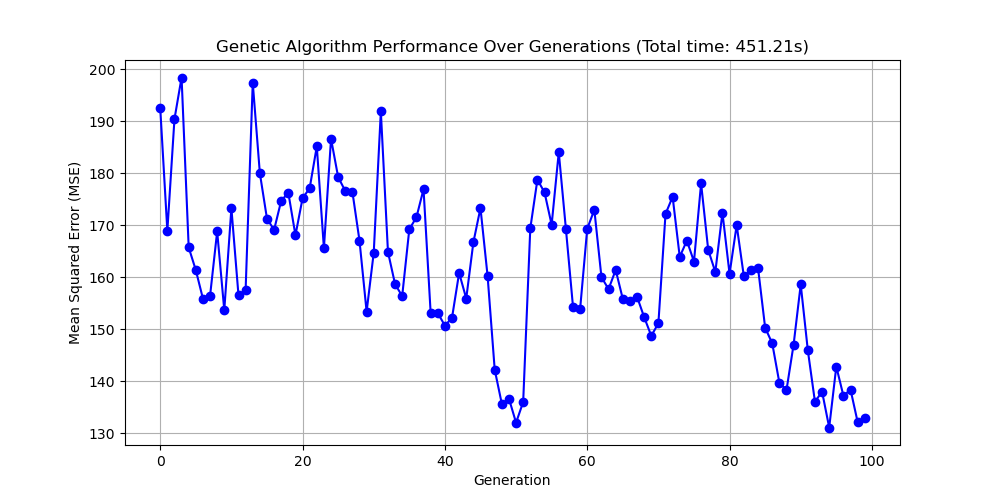 Genetic Algorithm Performance Over Generations (Total time: 451.21s)
200
190
180
170
160
150
140
130
Mean Squared Error (MSE)
0 20 40 60 80 100
Generation